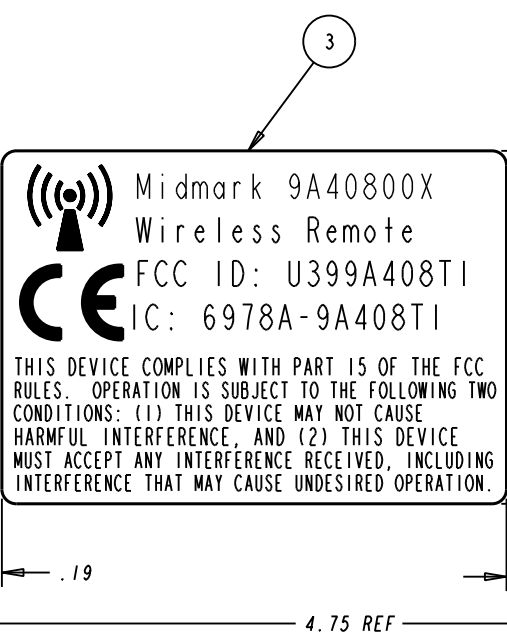 3
Midmark 9A40800X
Wireless Remote
FCC ID: U399A408TI
CE IC: 6978A-9A408TI
THIS DEVICE COMPLIES WITH PART 15 OF THE FCC
RULES. OPERATION IS SUBJECT TO THE FOLLOWING TWO
CONDITIONS: (1) THIS DEVICE MAY NOT CAUSE
HARMFUL INTERFERENCE, AND (2) THIS DEVICE
MUST ACCEPT ANY INTERFERENCE RECEIVED, INCLUDING
INTERFERENCE THAT MAY CAUSE UNDESIRED OPERATION.
.19
4.75 REF